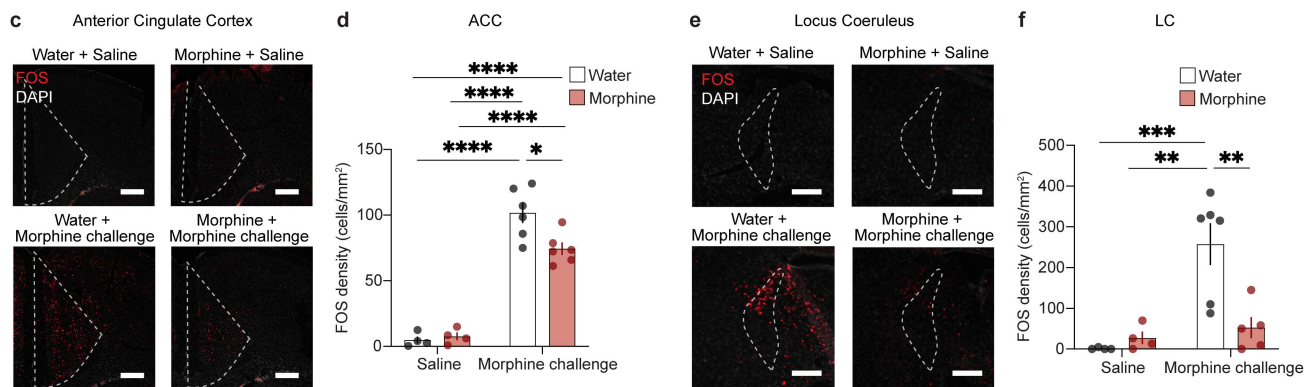 c Anterior Cingulate Cortex
Water + Saline
Morphine + Saline
FOS
DAPI
Water +
Morphine challenge
Morphine +
Morphine challenge
d ACC
Water
Morphine
****
****
****
****
*
150
100
50
0
FOS density (cells/mm²)
Saline
Morphine challenge
e Locus Coeruleus
Water + Saline
Morphine + Saline
FOS
DAPI
Water +
Morphine challenge
Morphine +
Morphine challenge
f LC
Water
Morphine
***
**
**
500
400
300
200
100
0
FOS density (cells/mm²)
Saline
Morphine challenge